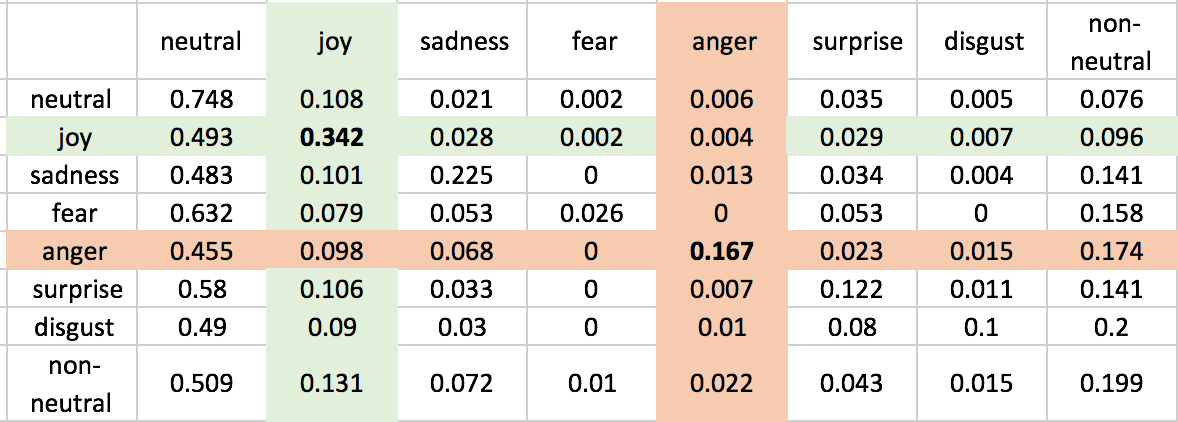 neutral joy sadness fear anger surprise disgust non-
neutral
neutral 0.748 0.108 0.021 0.002 0.006 0.035 0.005 0.076
joy 0.493 0.342 0.028 0.002 0.004 0.029 0.007 0.096
sadness 0.483 0.101 0.225 0 0.013 0.034 0.004 0.141
fear 0.632 0.079 0.053 0.026 0 0.053 0 0.158
anger 0.455 0.098 0.068 0 0.167 0.023 0.015 0.174
surprise 0.58 0.106 0.033 0 0.007 0.122 0.011 0.141
disgust 0.49 0.09 0.03 0 0.01 0.08 0.1 0.2
non-
neutral 0.509 0.131 0.072 0.01 0.022 0.043 0.015 0.199